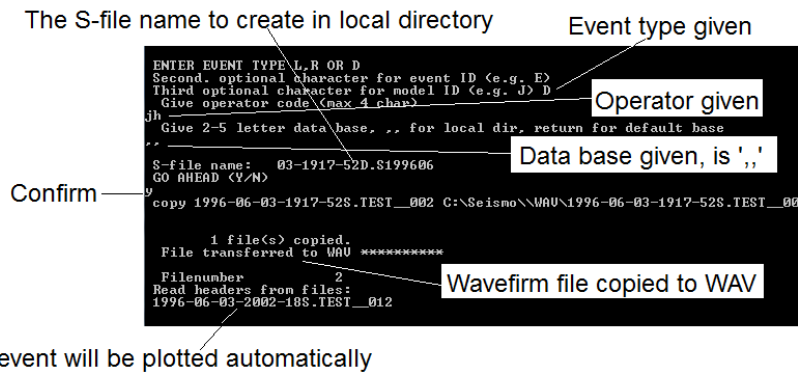 The S-file name to create in local directory
Event type given
ENTER EVENT TYPE L,R OR D
Second. optional character for event ID (e.g. E)
Third optional character for model ID (e.g. J) D
Give operator code (max 4 char)
Operator given
jh
Give 2-5 letter data base, ,, for local dir, return for default base
,,
Data base given, is ',,'
S-file name: 03-1917-52D.S199606
GO AHEAD (Y/N)
Confirm
y
copy 1996-06-03-1917-52S.TEST__002 C:\Seismo\\WAV\1996-06-03-1917-52S.TEST__00
1 file(s) copied.
File transferred to WAV **********
Wavefirm file copied to WAV
Filenumber 2
Read headers from files:
1996-06-03-2002-18S.TEST__012
event will be plotted automatically